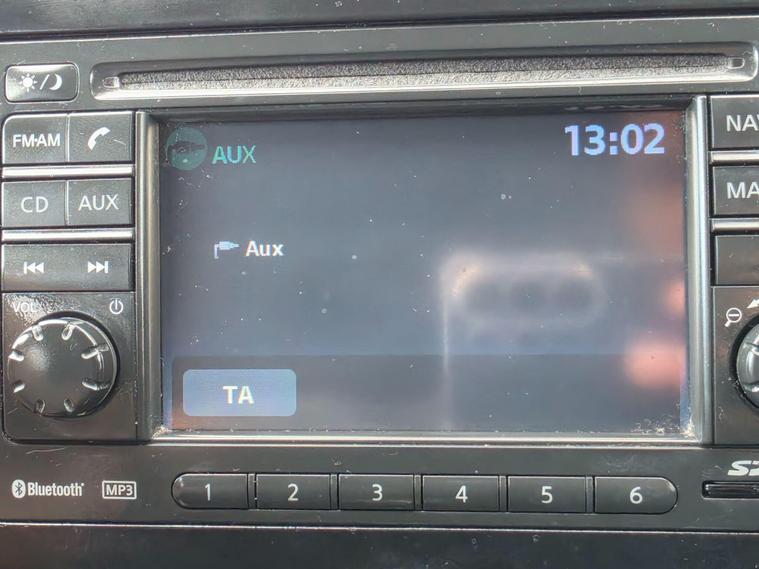 AUX
13:02
FM·AM
NA
CD
AUX
MA
Aux
VOL
TA
Bluetooth
MP3
1
2
3
4
5
6